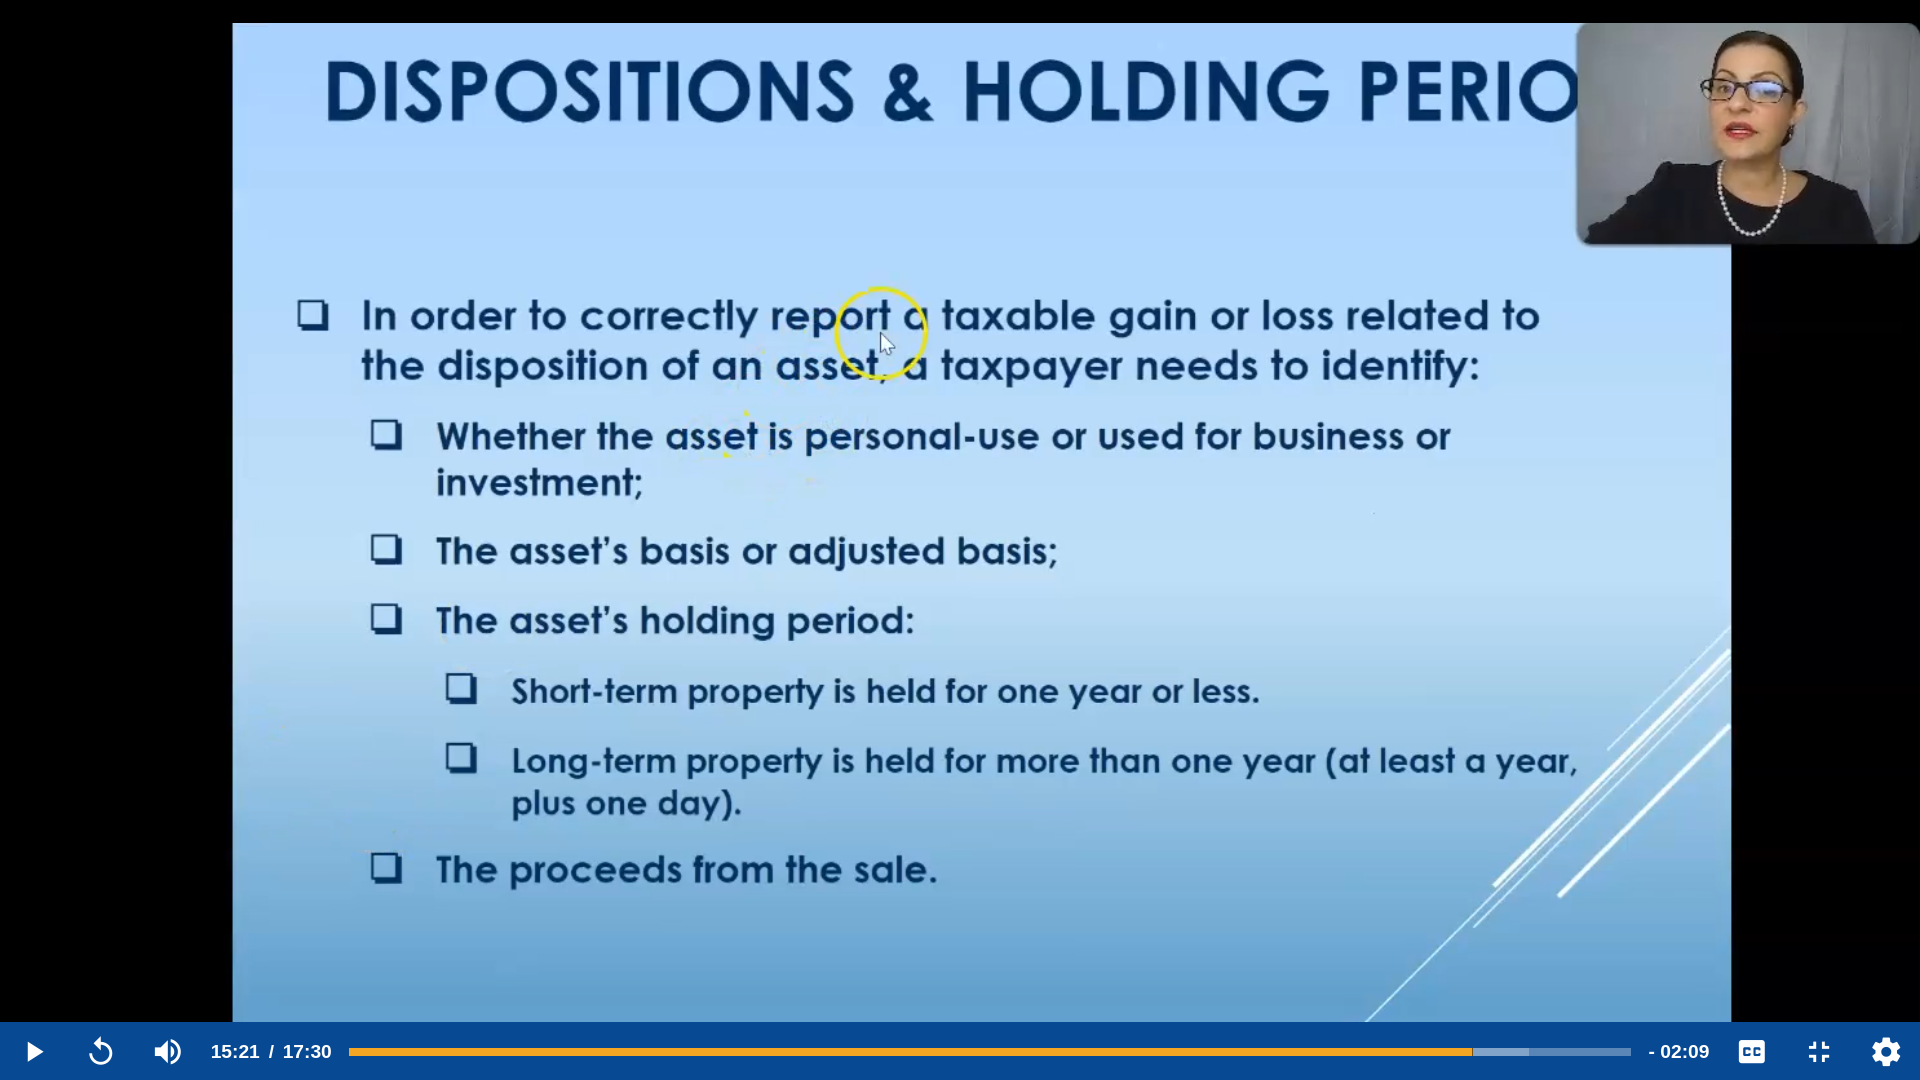 DISPOSITIONS & HOLDING PERIO
❑ In order to correctly report a taxable gain or loss related to
the disposition of an asset, a taxpayer needs to identify:
❑ Whether the asset is personal-use or used for business or
investment;
❑ The asset’s basis or adjusted basis;
❑ The asset’s holding period:
❑ Short-term property is held for one year or less.
❑ Long-term property is held for more than one year (at least a year,
plus one day).
❑ The proceeds from the sale.
15:21 / 17:30 - 02:09 CC